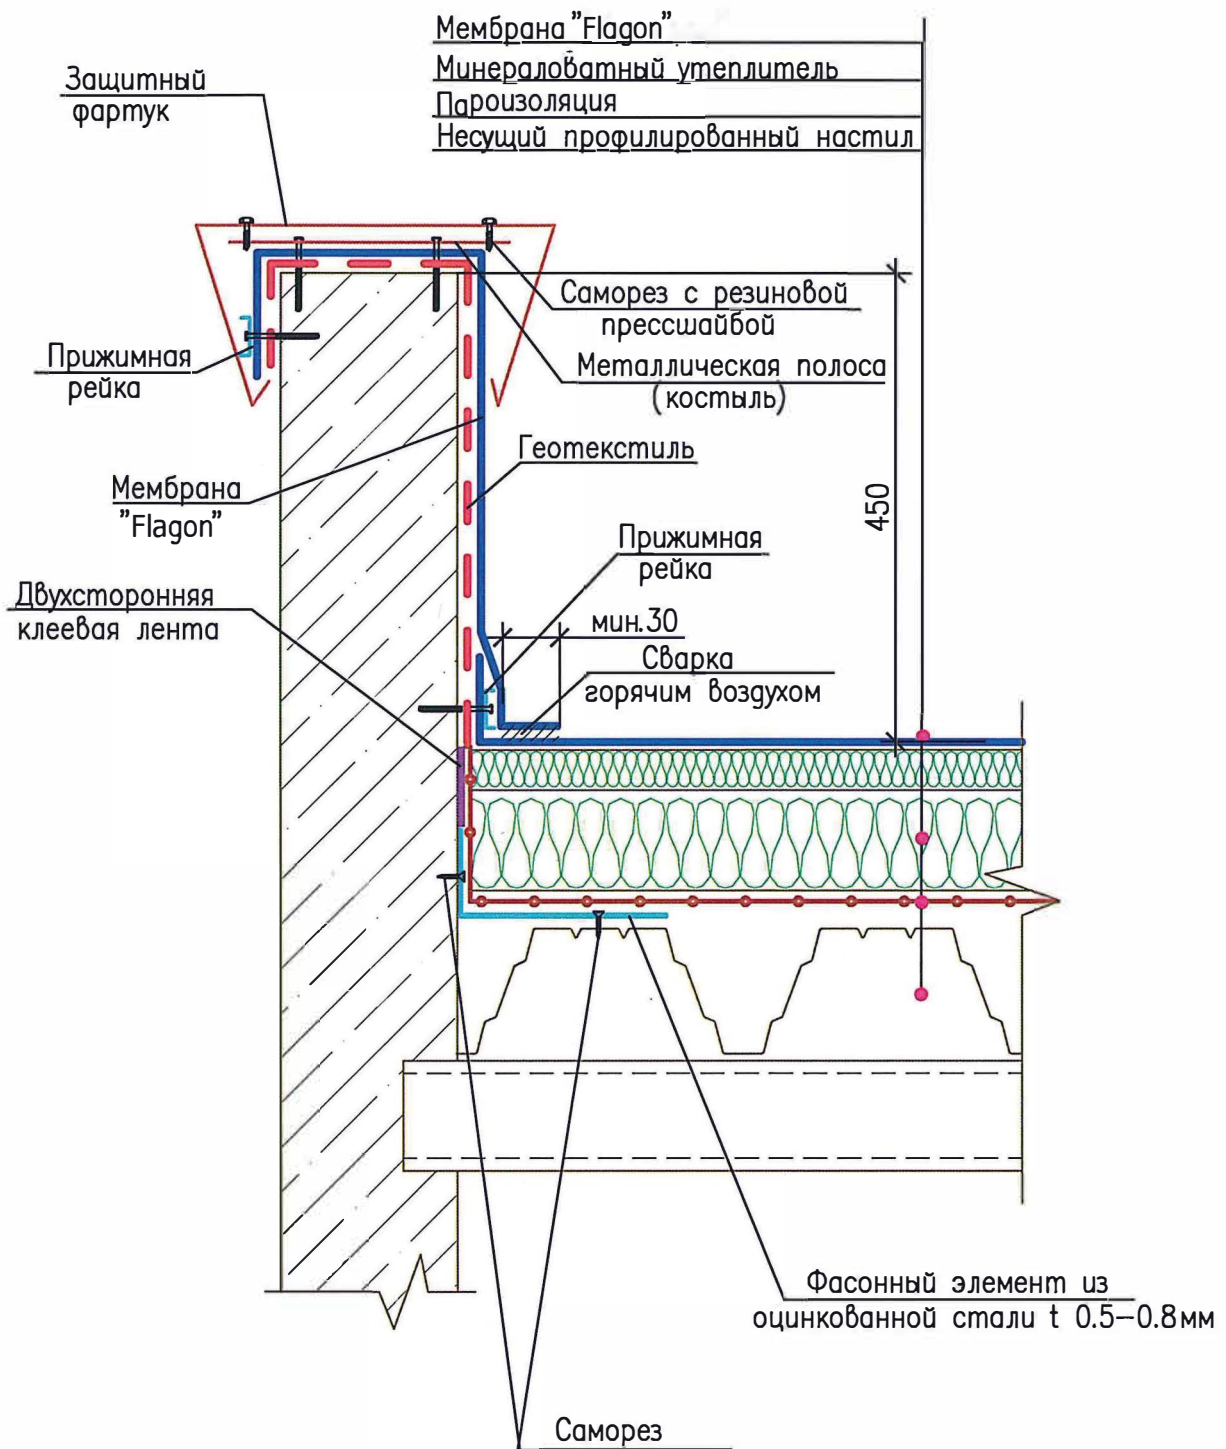 Мембрана "Flagon"
Минераловатный утеплитель
Пароизоляция
Несущий профилированный настил
Защитный
фартук
Саморез с резиновой
прессшайбой
Прижимная
рейка
Металлическая полоса
(костыль)
Геотекстиль
Мембрана
"Flagon"
450
Прижимная
рейка
Двухсторонняя
клеевая лента
мин.30
Сварка
горячим воздухом
Фасонный элемент из
оцинкованной стали t 0.5–0.8мм
Саморез